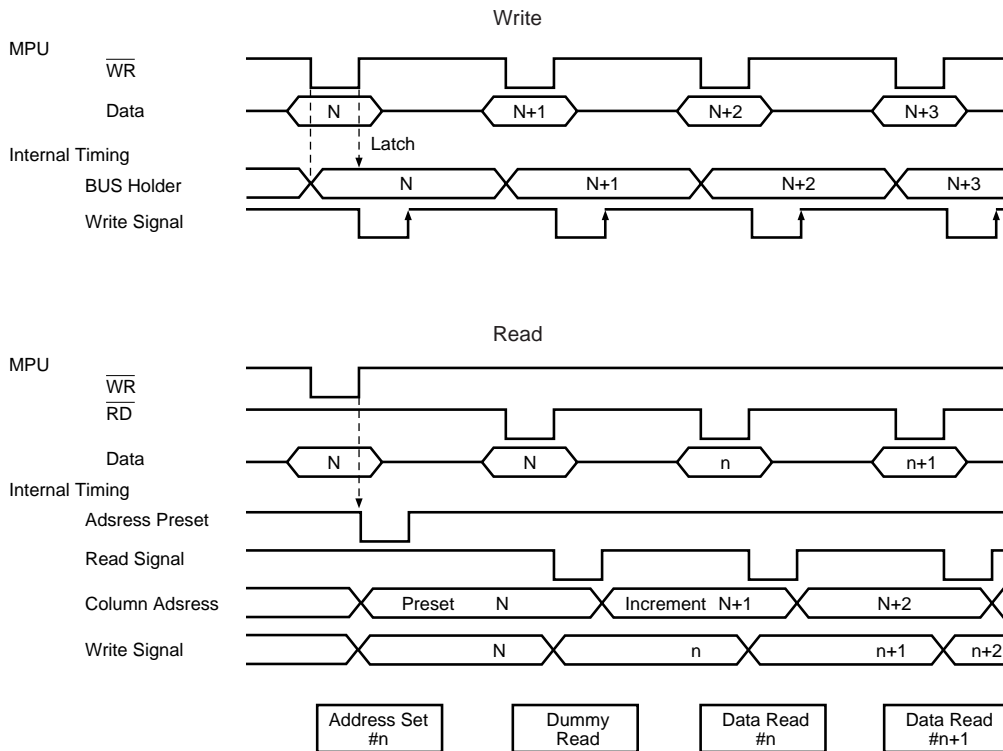 Write
MPU
WR
Data N N+1 N+2 N+3
Latch
Internal Timing
BUS Holder N N+1 N+2 N+3
Write Signal
Read
MPU
WR
RD
Data N N n n+1
Internal Timing
Adsress Preset
Read Signal
Column Adsress Preset N Increment N+1 N+2
Write Signal N n n+1 n+2
Address Set Dummy Data Read Data Read
#n Read #n #n+1